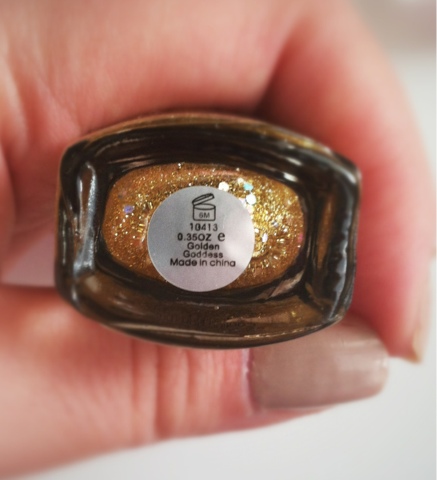 6M
10413
0.35OZ e
Golden
Goddess
Made in china